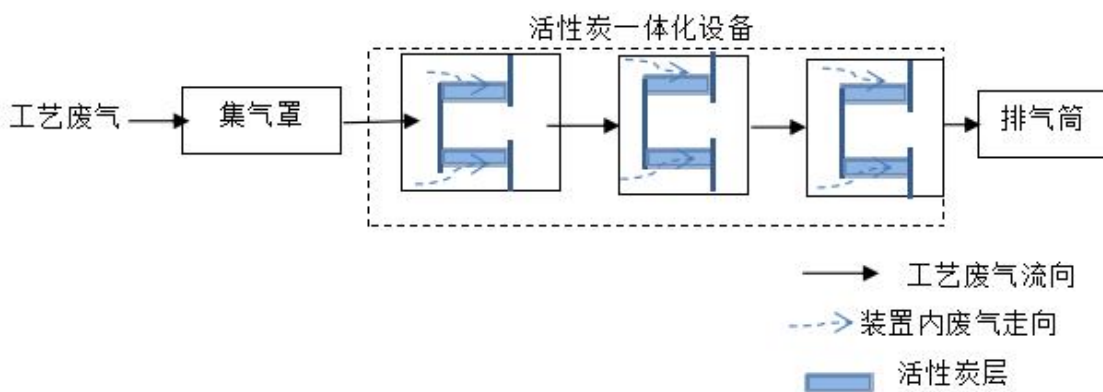 活性炭一体化设备
工艺废气
集气罩
排气筒
工艺废气流向
装置内废气走向
活性炭层